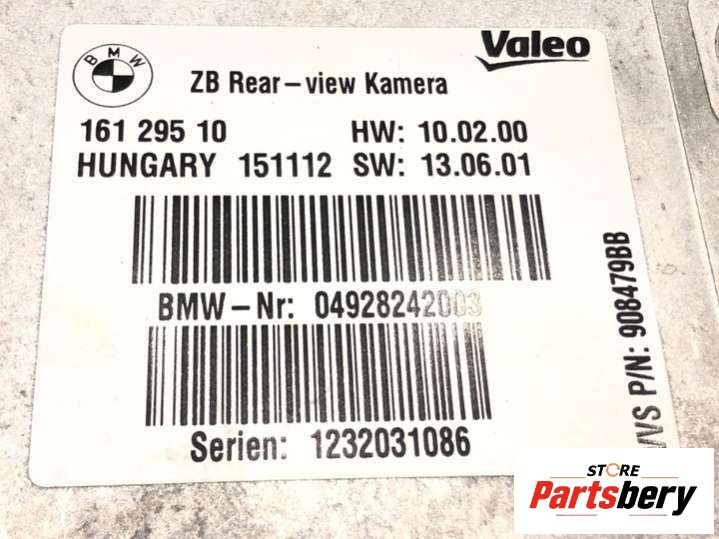 BMW
Valeo
ZB Rear-view Kamera
161 295 10 HW: 10.02.00
HUNGARY 151112 SW: 13.06.01
BMW-Nr: 04928242003
Serien: 1232031086
VVS P/N: 908479BB
STORE
Partsbery